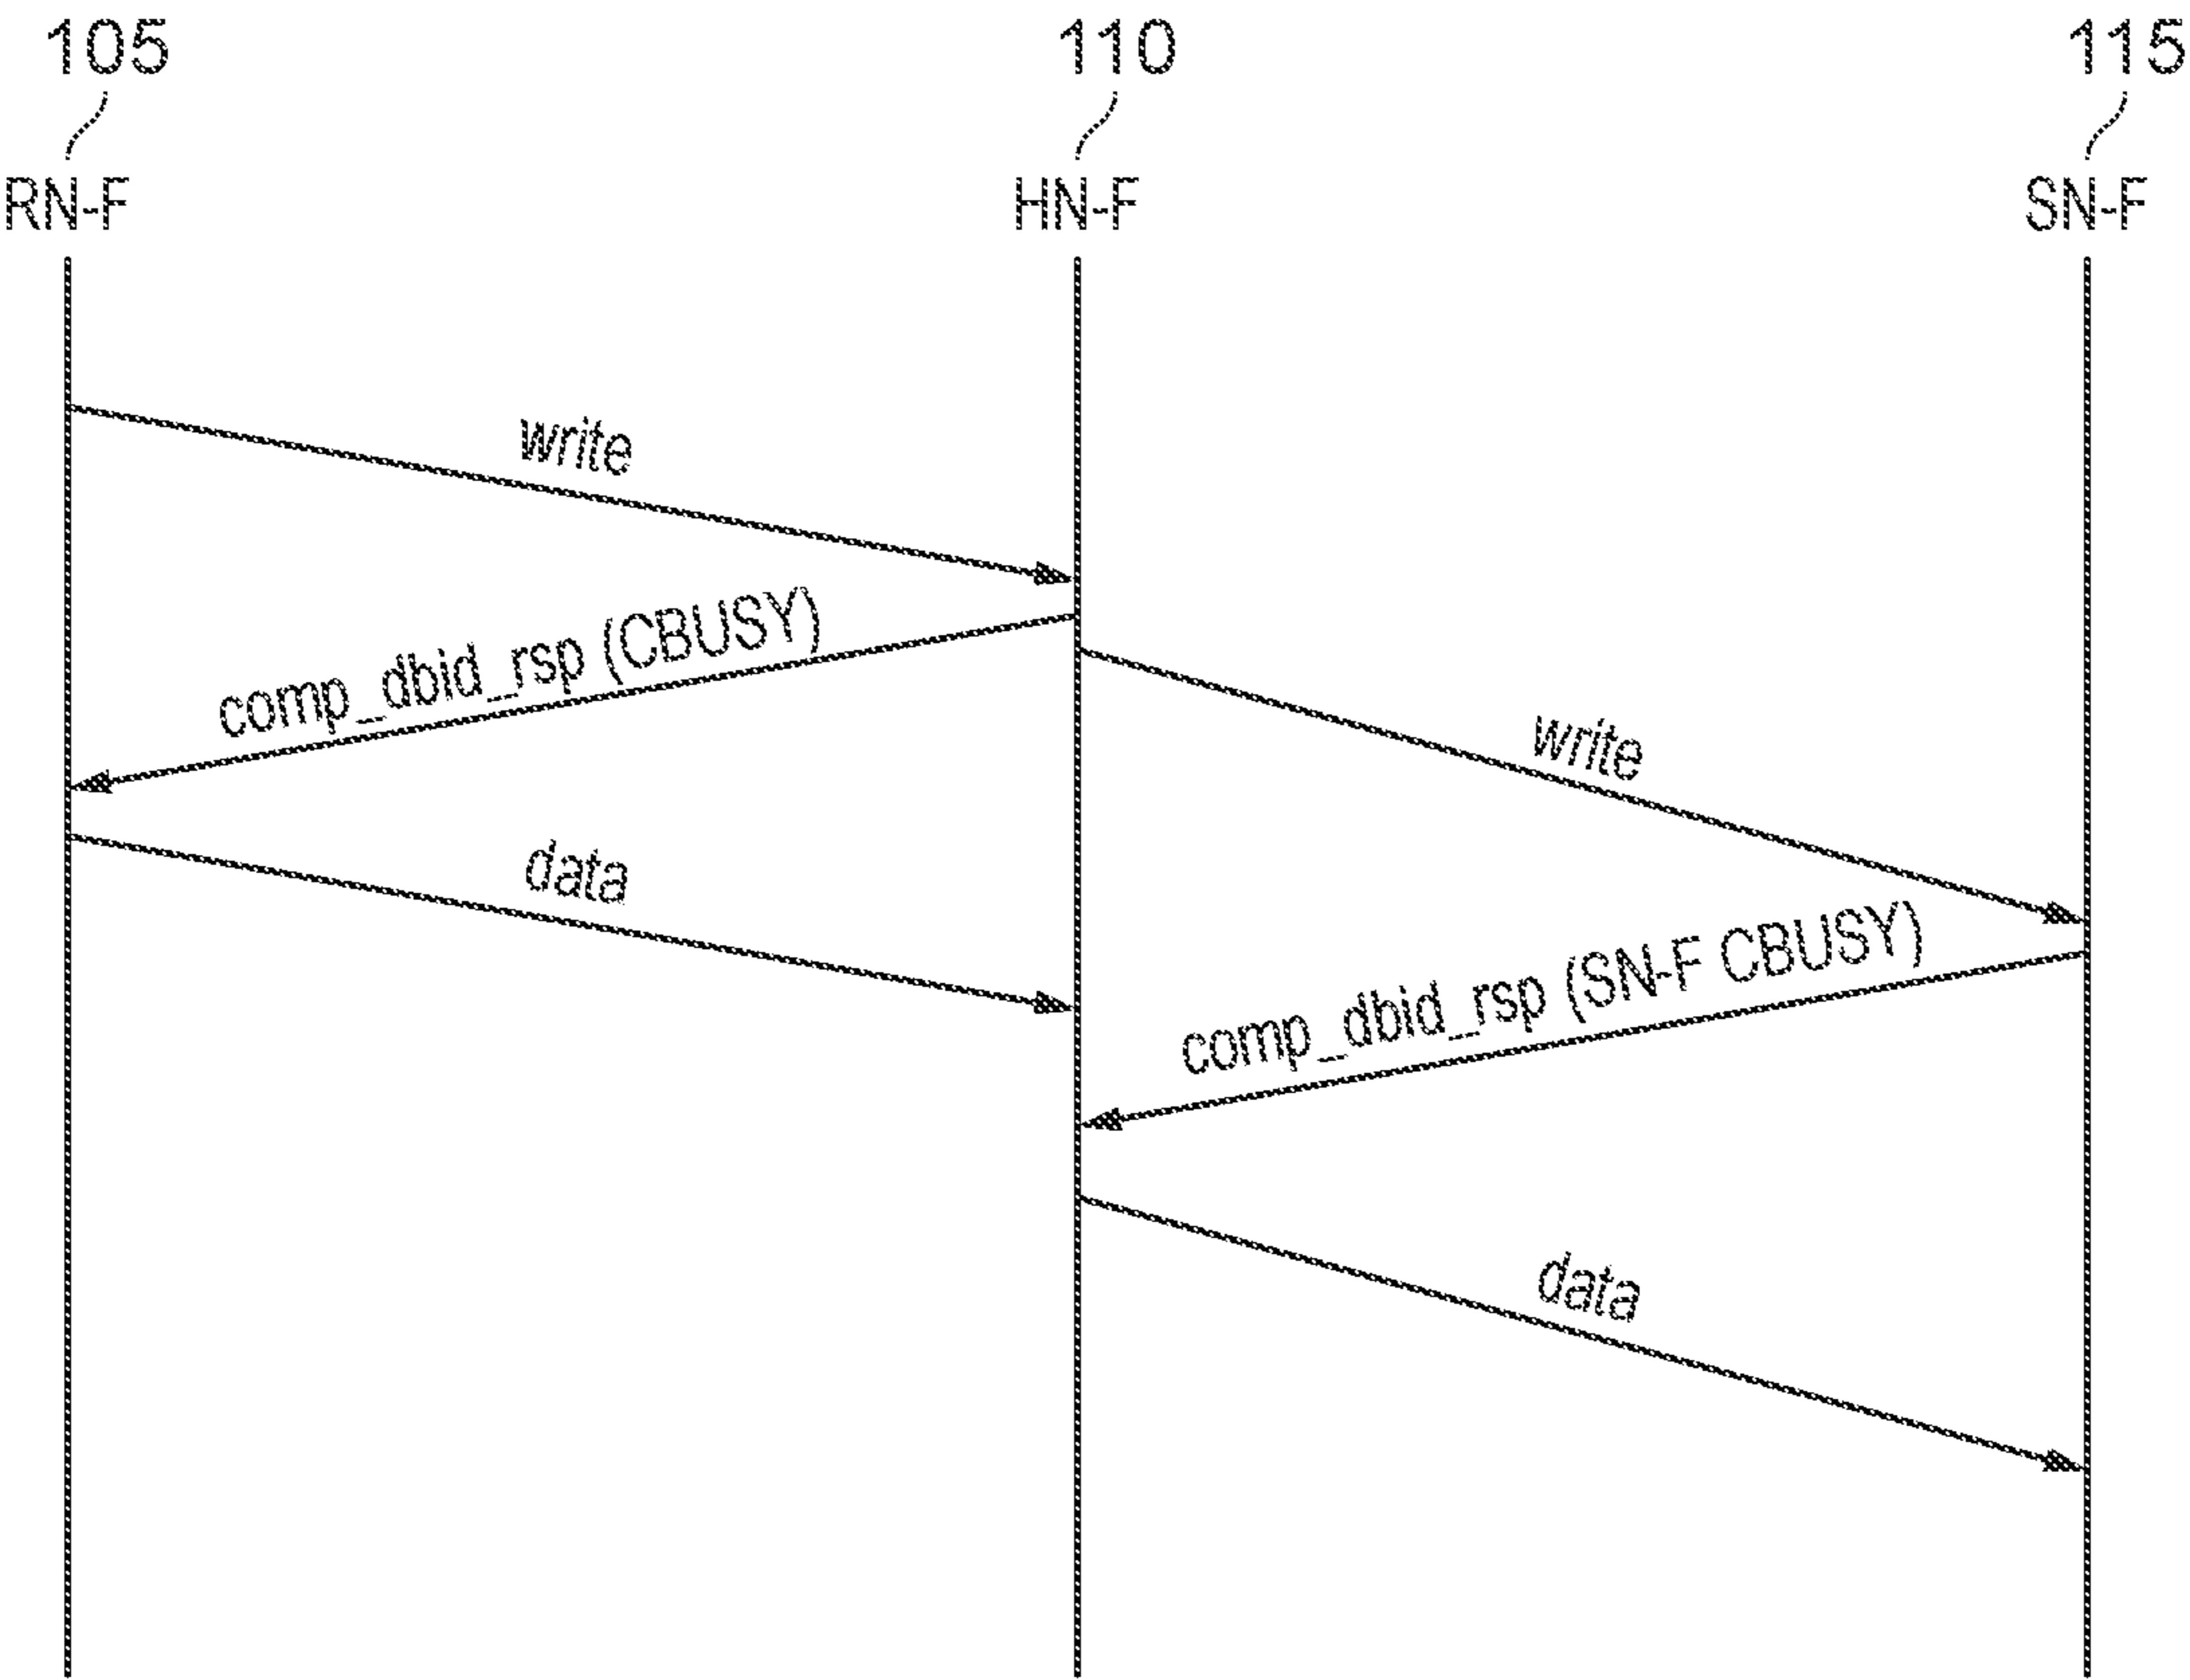 105 110 115
RN-F HN-F SN-F
write
comp_dbid_rsp (CBUSY)
write
data
comp_dbid_rsp (SN-F CBUSY)
data